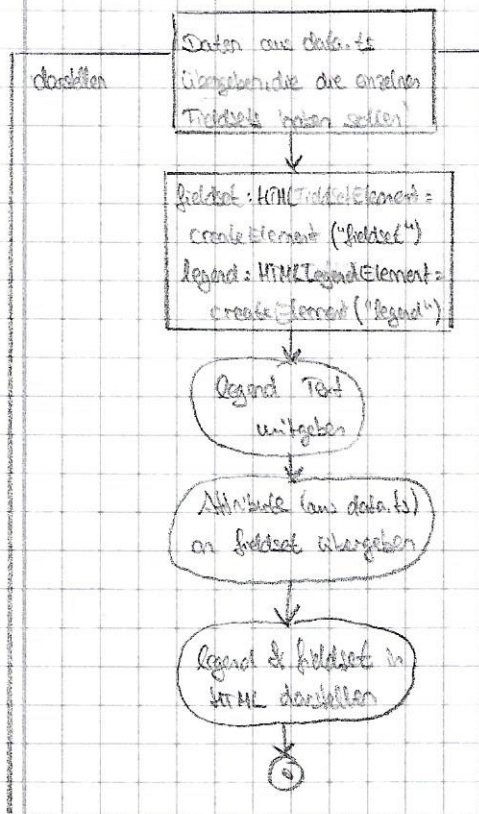 darstellen
Daten aus data.ts
übergeben, die die einzelnen
Fieldsets haben sollen
fieldset : HTMLFieldsetElement =
createElement ("fieldset")
legend : HTMLLegendElement =
createElement ("legend")
legend Text
mitgeben
Attribute (aus data.ts)
an fieldset übergeben
legend & fieldset in
HTML darstellen